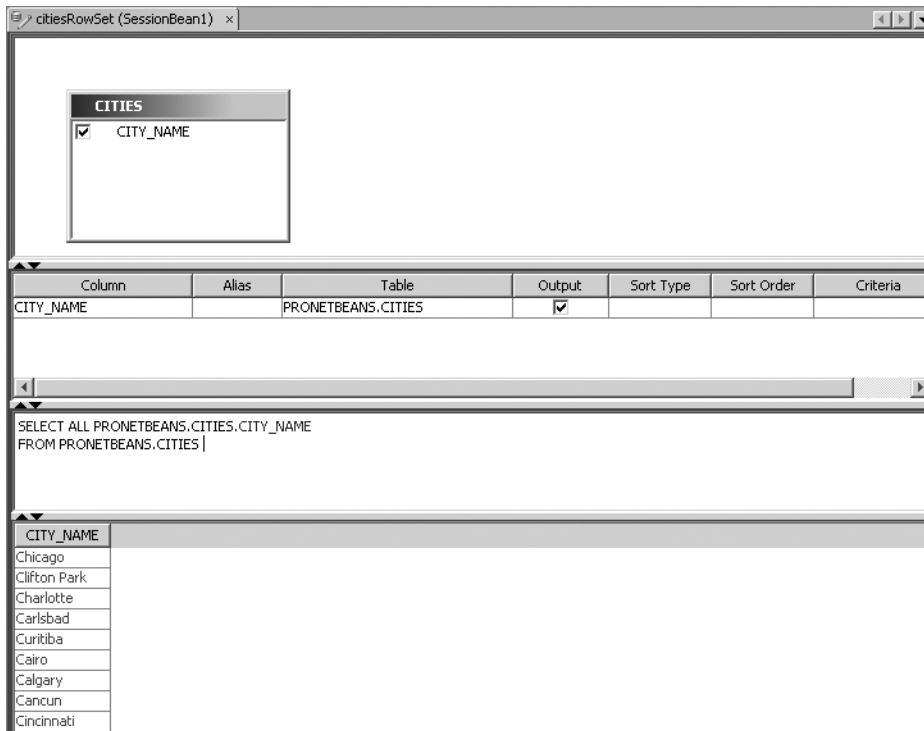 citiesRowSet (SessionBean1) ×
CITIES
CITY_NAME
Column Alias Table Output Sort Type Sort Order Criteria
CITY_NAME PRONETBEANS.CITIES
SELECT ALL PRONETBEANS.CITIES.CITY_NAME
FROM PRONETBEANS.CITIES
CITY_NAME
Chicago
Clifton Park
Charlotte
Carlsbad
Curitiba
Cairo
Calgary
Cancun
Cincinnati